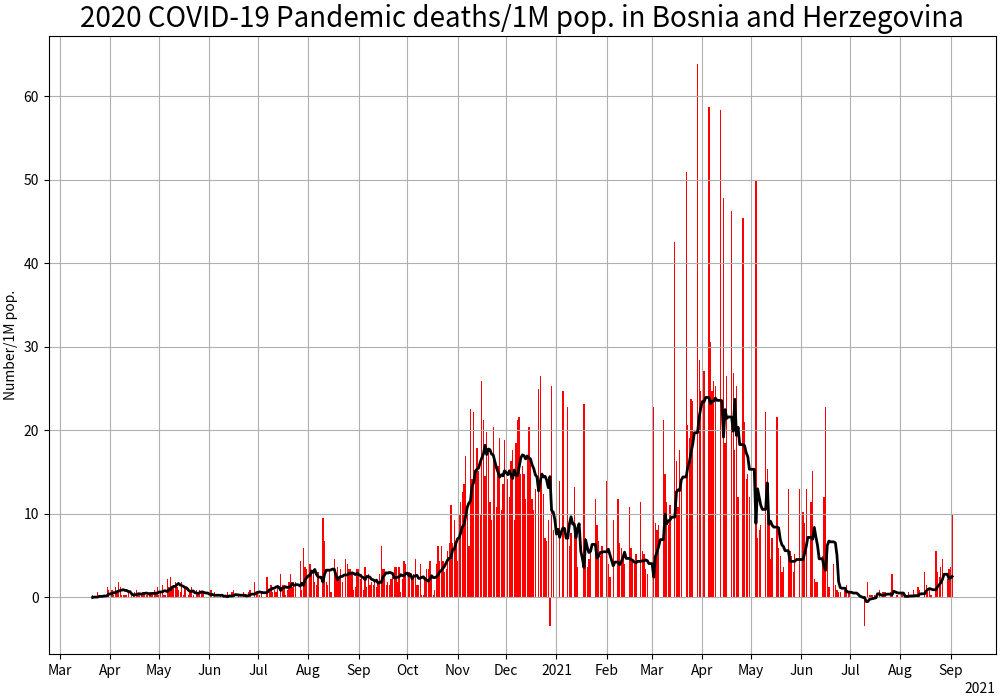 2020 COVID-19 Pandemic deaths/1M pop. in Bosnia and Herzegovina
Number/1M pop.
60
50
40
30
20
10
0
Mar Apr May Jun Jul Aug Sep Oct Nov Dec 2021 Feb Mar Apr May Jun Jul Aug Sep
2021